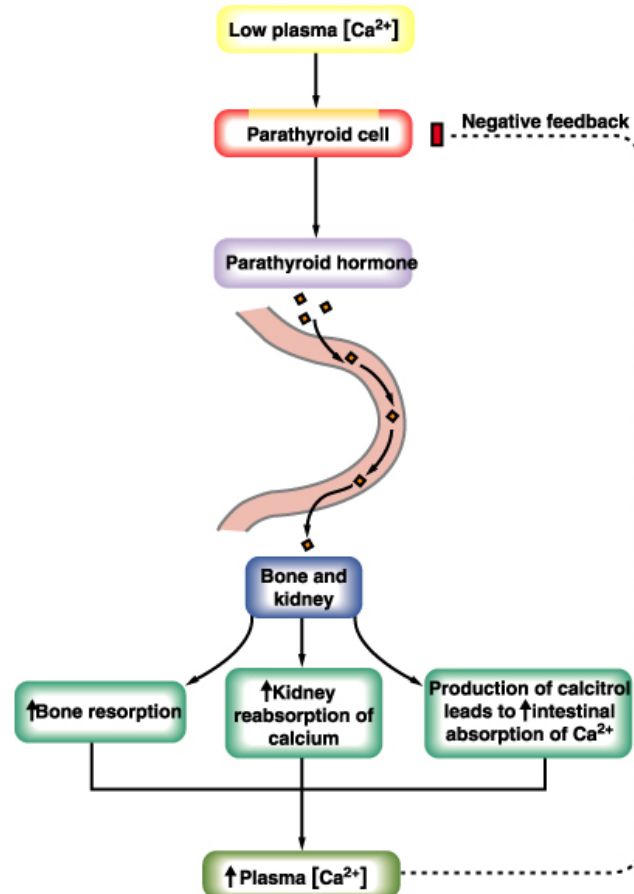 Low plasma [Ca²⁺]
Parathyroid cell
Negative feedback
Parathyroid hormone
Bone and
kidney
↑Bone resorption
↑Kidney
reabsorption of
calcium
Production of calcitrol
leads to ↑intestinal
absorption of Ca²⁺
↑Plasma [Ca²⁺]